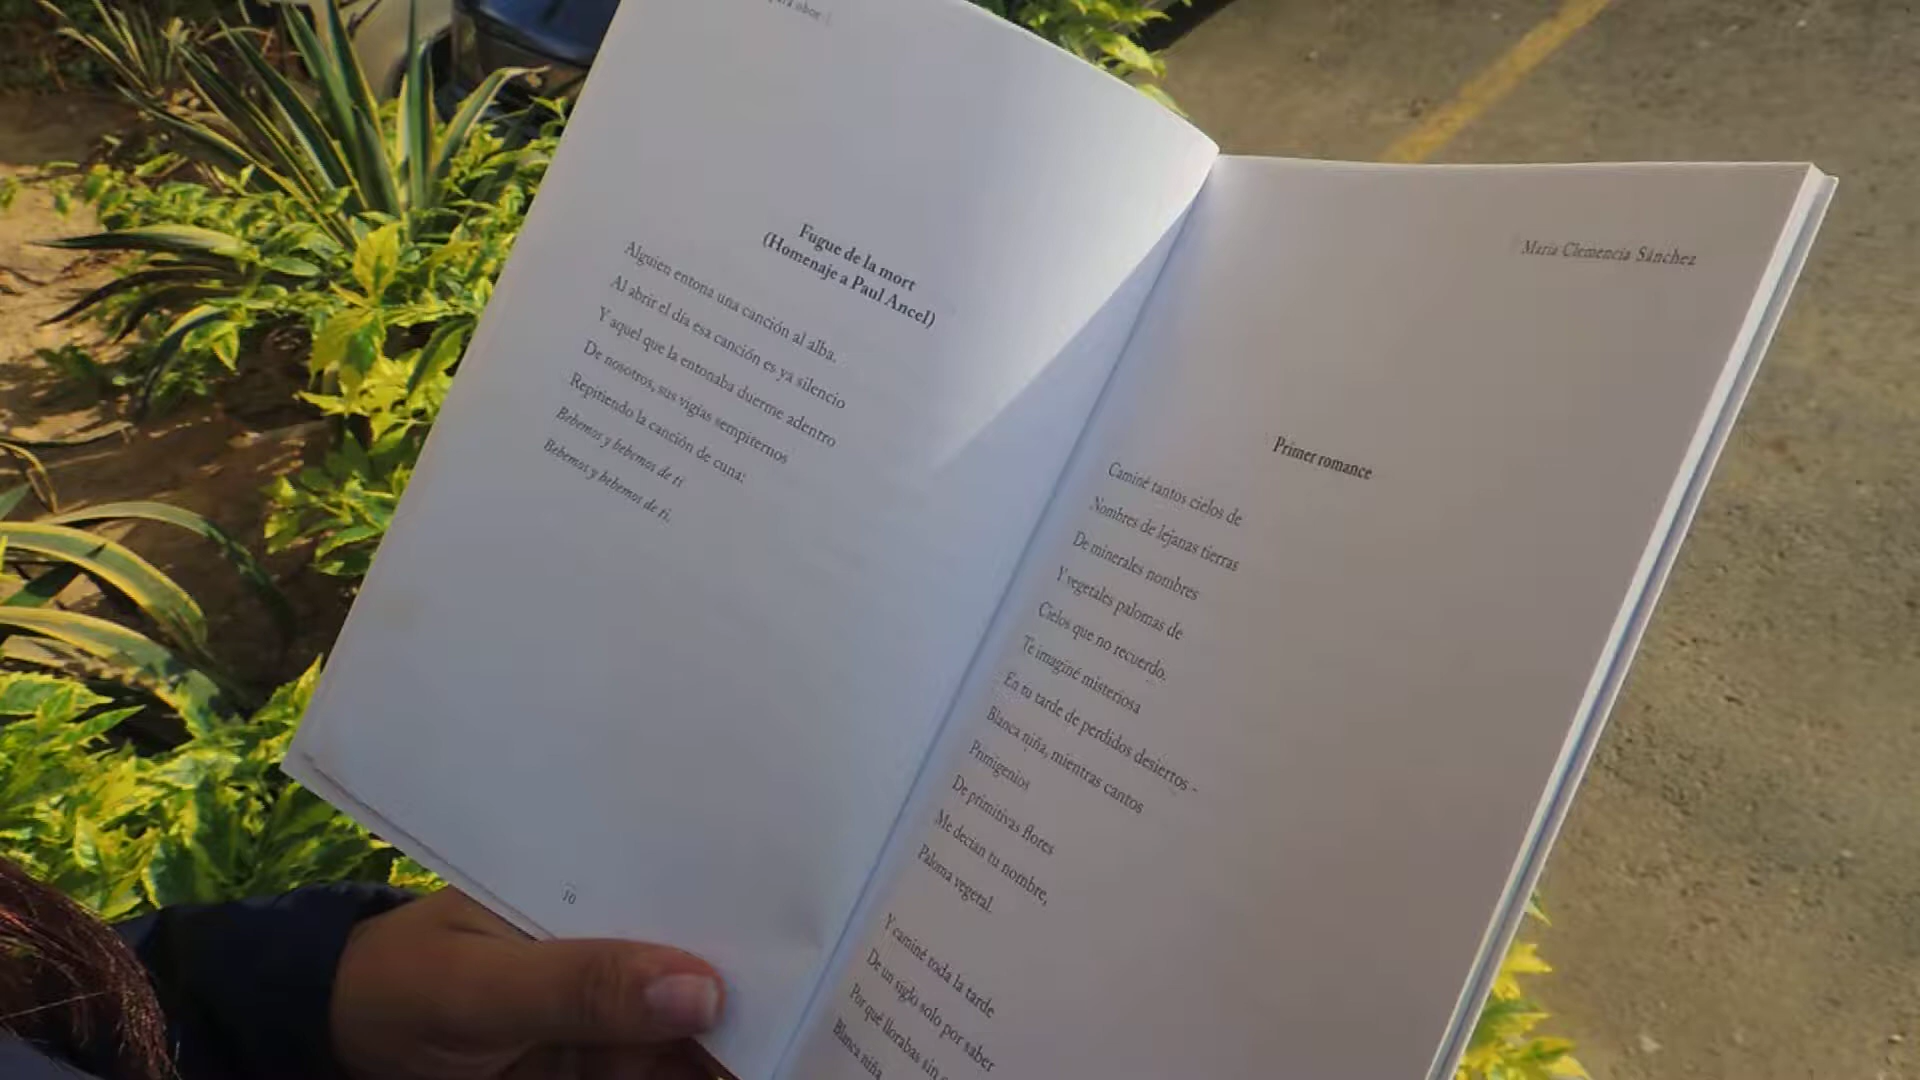 para oboe
Fugue de la mort
(Homenaje a Paul Ancel)
Alguien entona una canción al alba.
Al abrir el día esa canción es ya silencio
Y aquel que la entonaba duerme adentro
De nosotros, sus vigías sempiternos
Repitiendo la canción de cuna:
Bebemos y bebemos de ti
Bebemos y bebemos de ti.
10
María Clemencia Sánchez
Primer romance
Caminé tantos cielos de
Nombres de lejanas tierras
De minerales nombres
Y vegetales palomas de
Cielos que no recuerdo.
Te imaginé misteriosa
En tu tarde de perdidos desiertos -
Blanca niña, mientras cantos
Primigenios
De primitivas flores
Me decían tu nombre,
Paloma vegetal.
Y caminé toda la tarde
De un siglo solo por saber
Por qué llorabas sin
Blanca niña